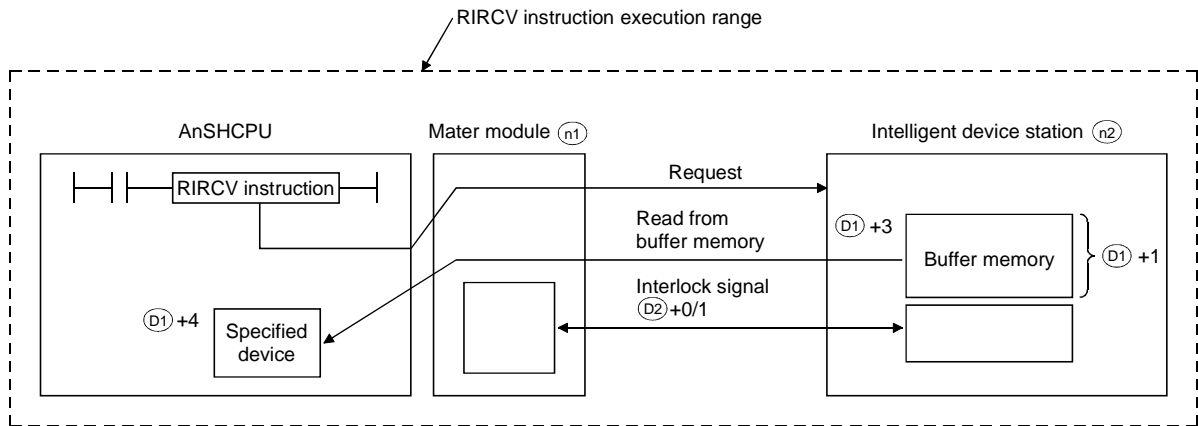 RIRCV instruction execution range
AnSHCPU
Mater module n1
Intelligent device station n2
RIRCV instruction
Request
Read from
buffer memory
D1 +3
Buffer memory
D1 +1
Interlock signal
D2 +0/1
D1 +4
Specified
device